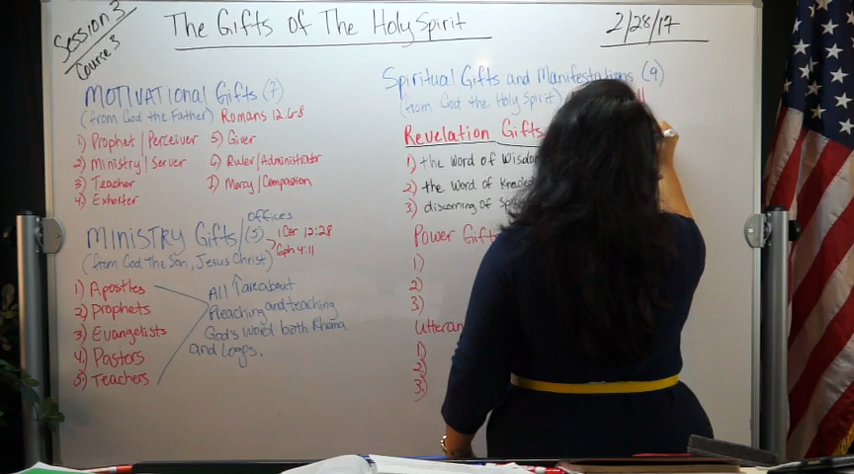 Session 3
Course 3
The Gifts of The Holy Spirit
2/28/17
MOTIVATIONAL Gifts (7)
(from God the Father) Romans 12:6-8
1) Prophet/Perceiver
2) Ministry/Server
3) Teacher
4) Exhorter
5) Giver
6) Ruler/Administrator
7) Mercy/Compassion
MINISTRY Gifts/offices (5)
1 Cor 12:28
Eph 4:11
(from God The Son, Jesus Christ)
1) Apostles
2) Prophets
3) Evangelists
4) Pastors
5) Teachers
All are about
Preaching and teaching
God's word both Rhama
and Logos.
Spiritual Gifts and Manifestations (9)
(from God the Holy Spirit)
Revelation Gifts
1) the Word of
2) the Word of
3) discerning of
Power
1)
2)
3)
1)
2)
3)